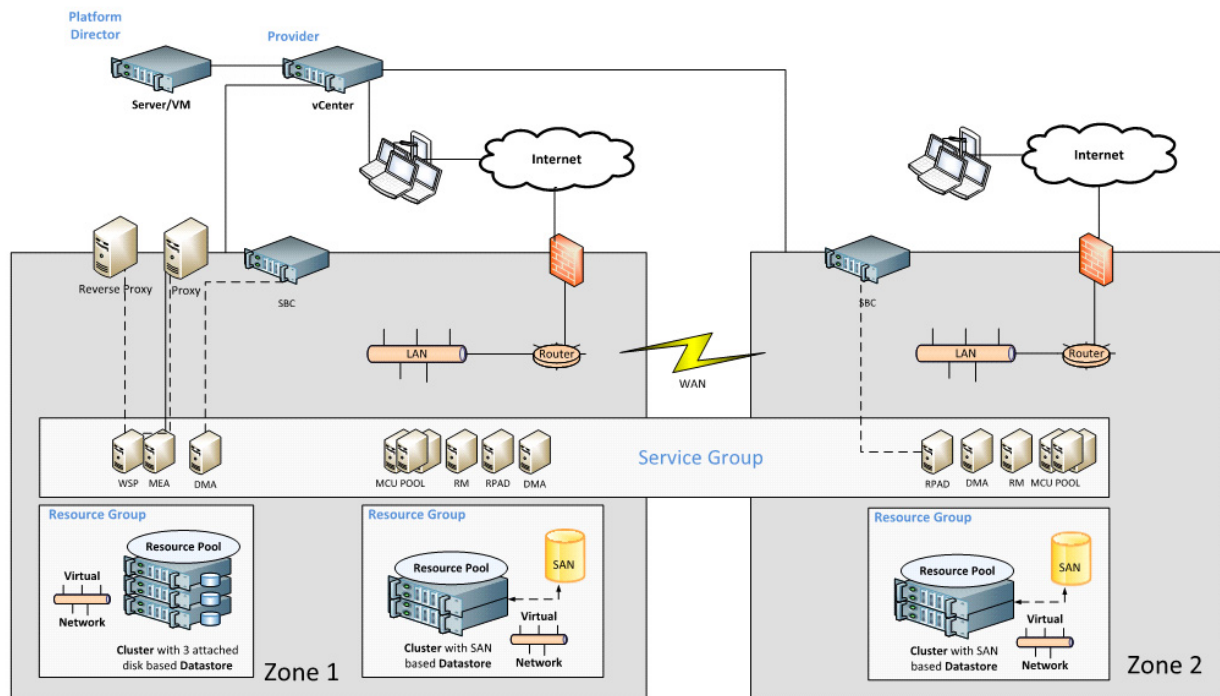 Platform
Director
Provider
Server/VM
vCenter
Internet
Internet
Reverse Proxy
Proxy
SBC
SBC
LAN
Router
WAN
LAN
Router
Service Group
WSP
MEA
DMA
MCU POOL
RM
RPAD
DMA
RPAD
DMA
RM
MCU POOL
Resource Group
Resource Pool
Virtual
Network
Cluster with 3 attached
disk based Datastore
Zone 1
Resource Group
Resource Pool
SAN
Virtual
Network
Cluster with SAN
based Datastore
Resource Group
Resource Pool
SAN
Virtual
Network
Cluster with SAN
based Datastore
Zone 2